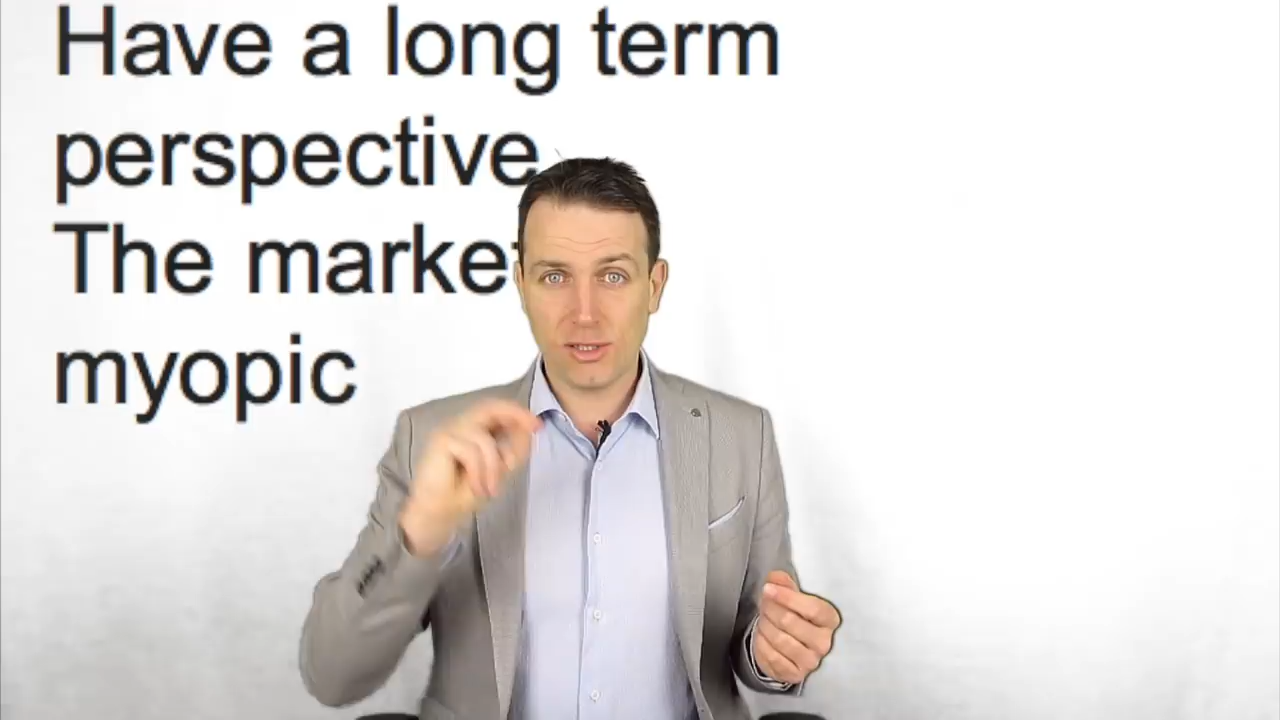 Have a long term
perspective
The market
myopic